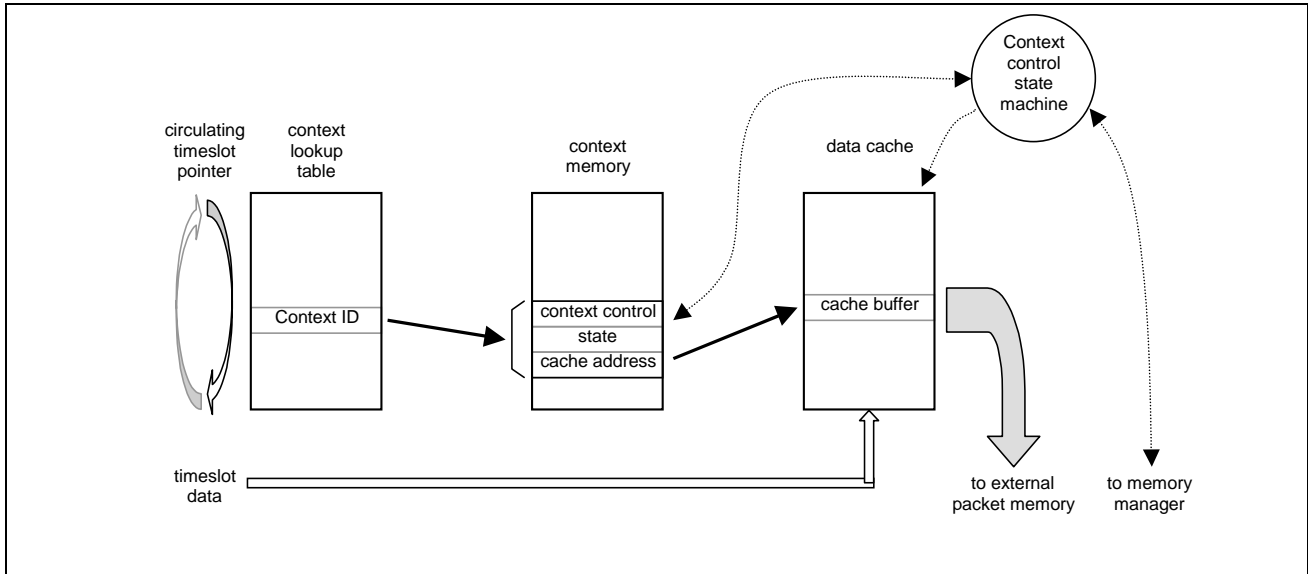 Context
control
state
machine
circulating
timeslot
pointer
context
lookup
table
context
memory
data cache
Context ID
context control
state
cache address
cache buffer
timeslot
data
to external
packet memory
to memory
manager